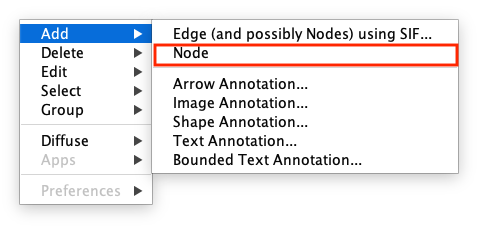 Add
Delete
Edit
Select
Group
Diffuse
Apps
Preferences
Edge (and possibly Nodes) using SIF...
Node
Arrow Annotation...
Image Annotation...
Shape Annotation...
Text Annotation...
Bounded Text Annotation...